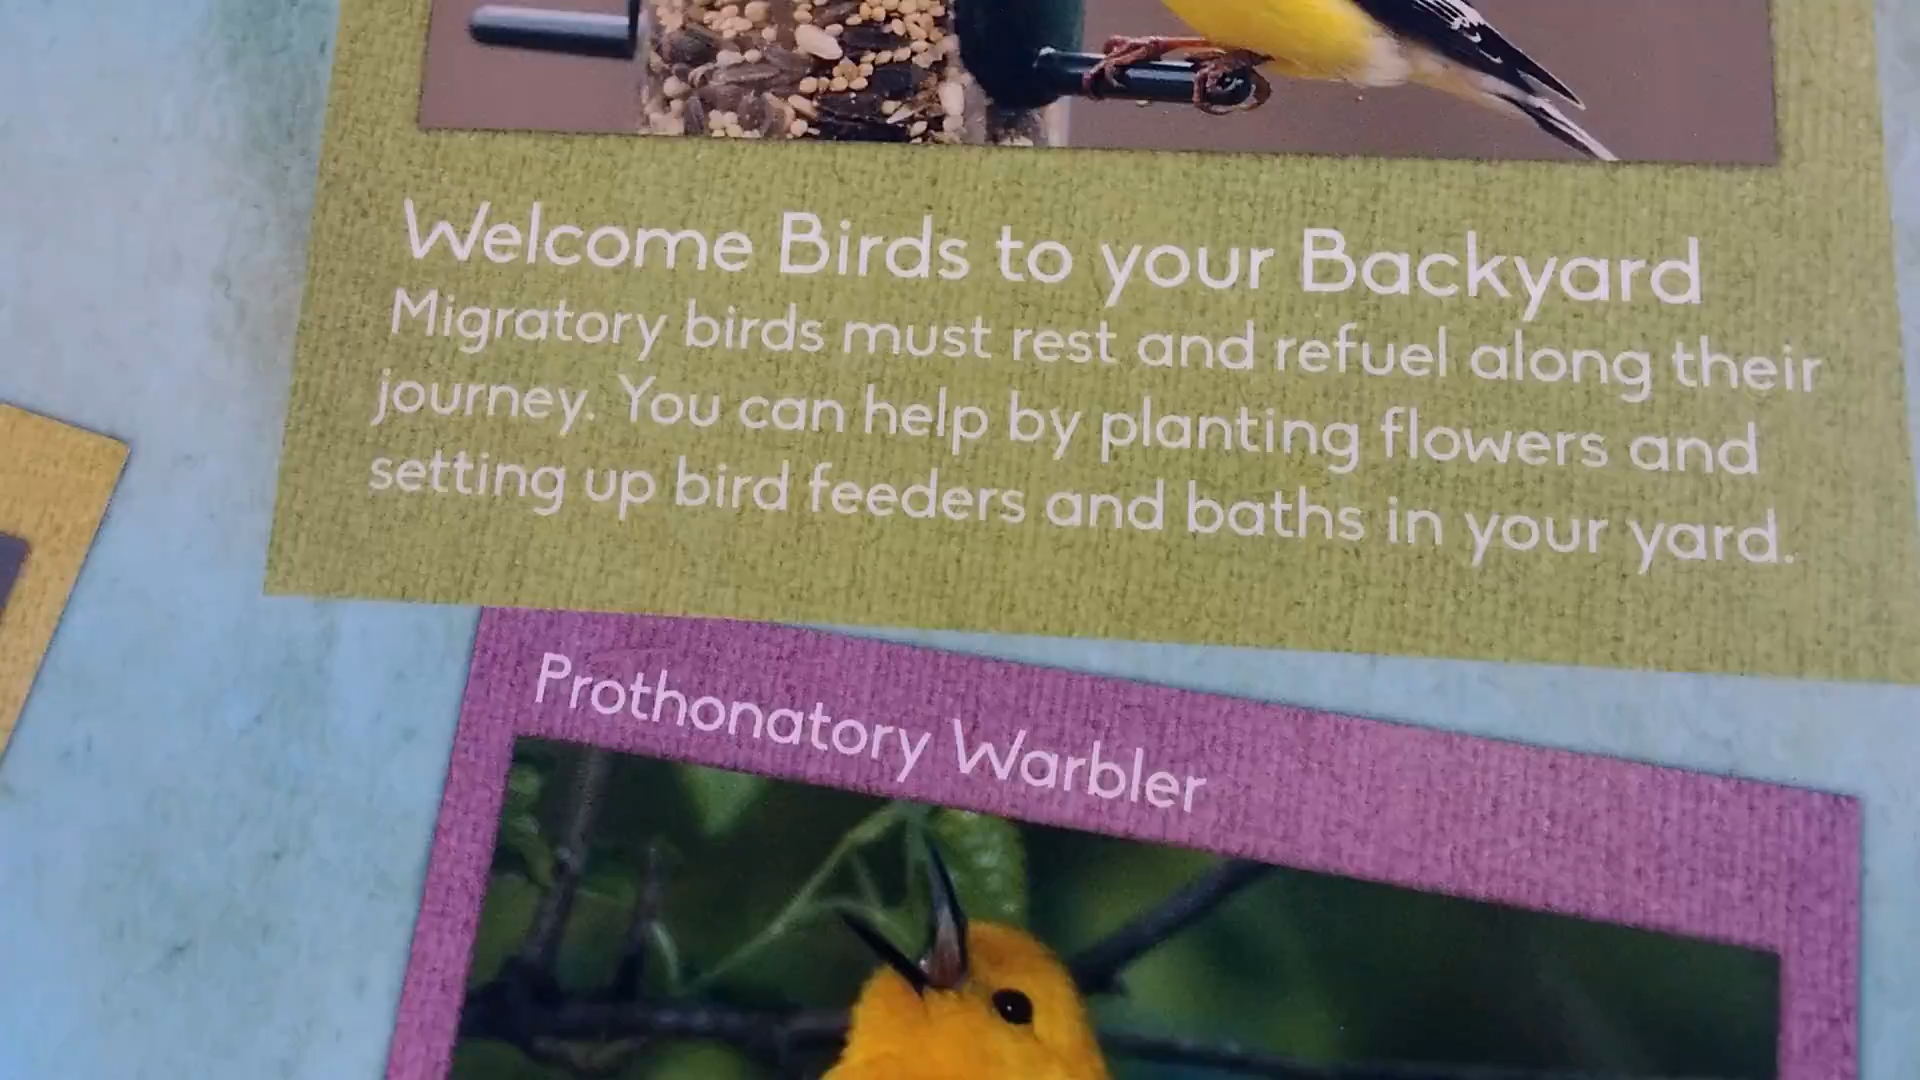 Welcome Birds to your Backyard
Migratory birds must rest and refuel along their
journey. You can help by planting flowers and
setting up bird feeders and baths in your yard.
Prothonatory Warbler